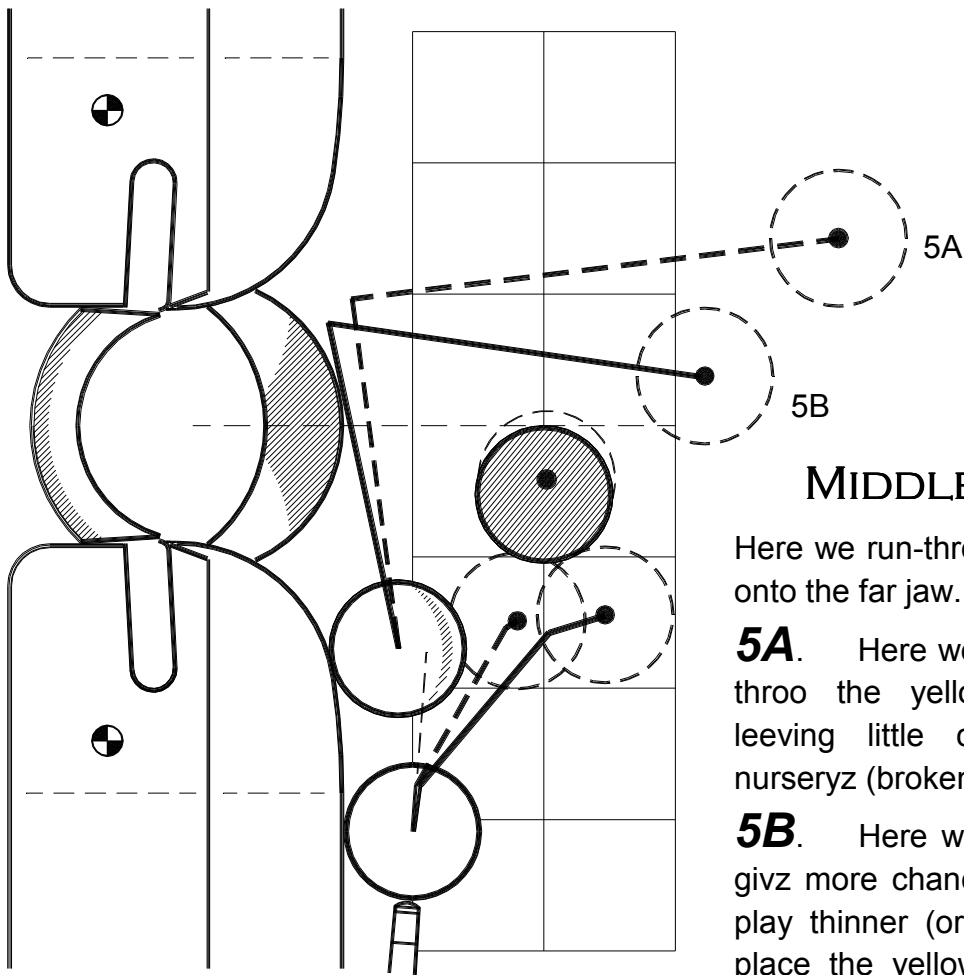 5A
5B
MIDDLE
Here we run-thro
onto the far jaw.
5A. Here we
throo the yello
leeving little c
nurseryz (broker
5B. Here w
givz more chanc
play thinner (or
place the yellow